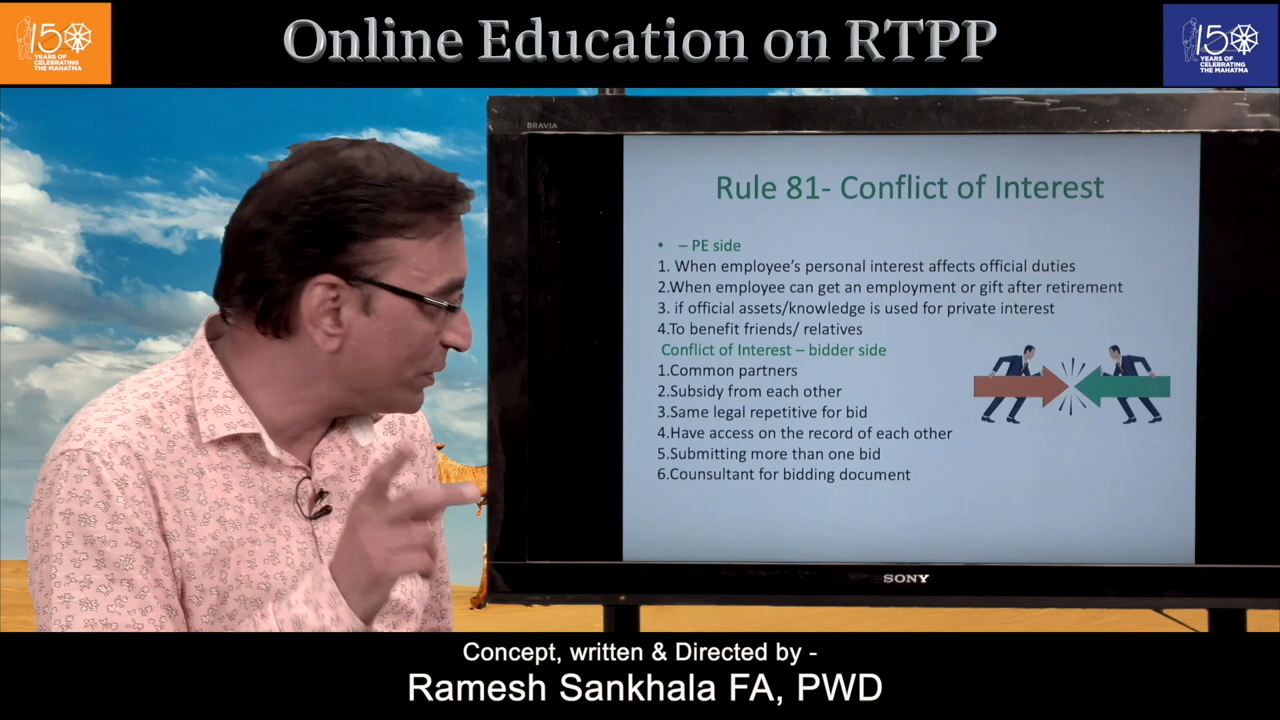 150
YEARS OF
CELEBRATING
THE MAHATMA
Online Education on RTPP
150
YEARS OF
CELEBRATING
THE MAHATMA
BRAVIA
Rule 81- Conflict of Interest
• – PE side
1. When employee's personal interest affects official duties
2.When employee can get an employment or gift after retirement
3. if official assets/knowledge is used for private interest
4.To benefit friends/ relatives
Conflict of Interest – bidder side
1.Common partners
2.Subsidy from each other
3.Same legal repetitive for bid
4.Have access on the record of each other
5.Submitting more than one bid
6.Counsultant for bidding document
SONY
Concept, written & Directed by -
Ramesh Sankhala FA, PWD